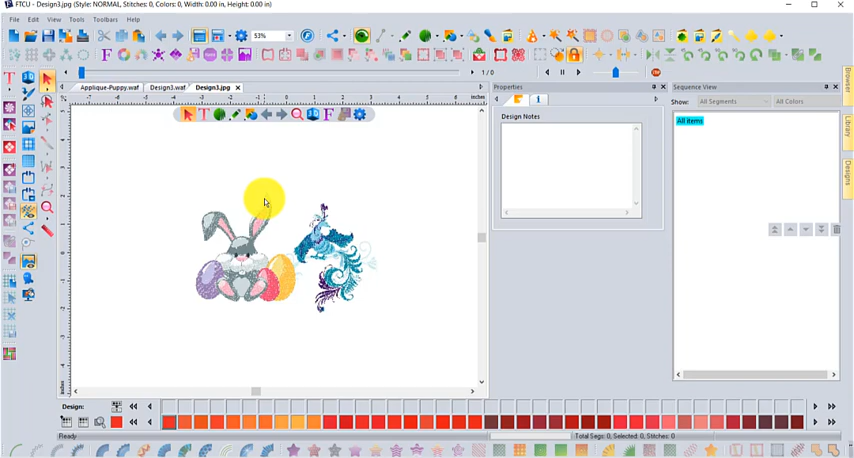 FTCU - Design3.jpg (Style: NORMAL, Stitches: 0, Colors: 0, Width: 0.00 in, Height: 0.00 in)
File Edit View Tools Toolbars Help
53%
1 / 0
Applique-Puppy.waf Design3.waf Design3.jpg
inches
Properties
Design Notes
Sequence View
Show: All Segments All Colors
All items
Browser
Library
Designs
inches
Design:
Ready
Total Segs: 0, Selected: 0, Stitches: 0